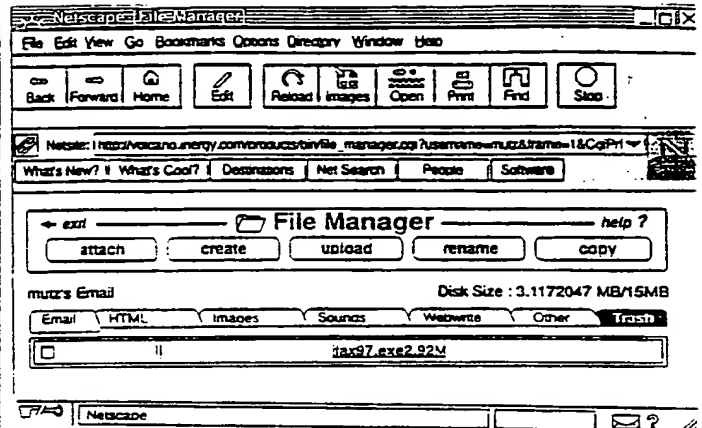 Netscape [File Manager]
File Edit View Go Bookmarks Options Directory Window Help
Back Forward Home Edit Reload Images Open Print Find Stop
Netsite:
What's New? What's Cool? Destinations Net Search People Software
← exit File Manager help ?
attach create upload rename copy
mutz's Email Disk Size : 3.1172047 MB/15MB
Email HTML Images Sounds Webwrite Other Trash
tax97.exe2.92M
Netscape ?